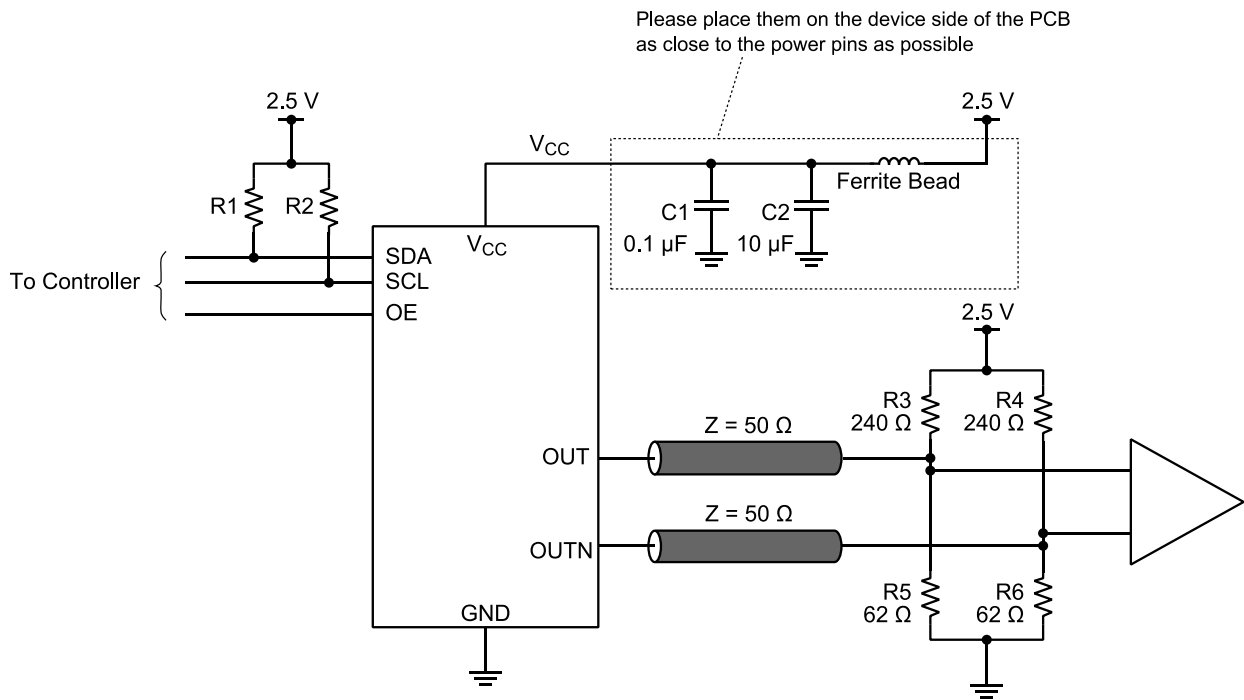 Please place them on the device side of the PCB
as close to the power pins as possible
2.5 V
2.5 V
V_CC
Ferrite Bead
R1
R2
C1
C2
0.1 µF
10 µF
V_CC
SDA
SCL
OE
To Controller
2.5 V
R3
240 Ω
R4
240 Ω
Z = 50 Ω
OUT
Z = 50 Ω
OUTN
R5
62 Ω
R6
62 Ω
GND